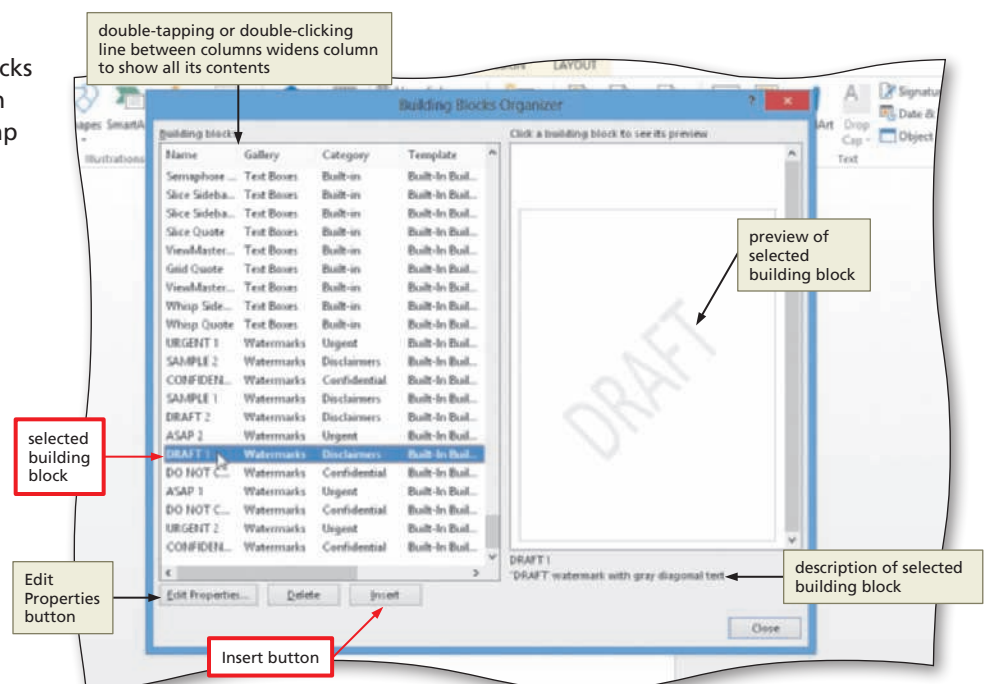 double-tapping or double-clicking
line between columns widens column
to show all its contents
cks
n
ap
LAYOUT
apes SmartA
Illustrations
A
Art Drop
Cap
Signatu
Date &
Object
Text
Building Blocks Organizer
? ×
Building blocks
Click a building block to see its preview
Name Gallery Category Template
Semaphore ... Text Boxes Built-in Built-In Buil...
Slice Sideba... Text Boxes Built-in Built-In Buil...
Slice Sideba... Text Boxes Built-in Built-In Buil...
Slice Quote Text Boxes Built-in Built-In Buil...
ViewMaster... Text Boxes Built-in Built-In Buil...
Grid Quote Text Boxes Built-in Built-In Buil...
ViewMaster... Text Boxes Built-in Built-In Buil...
Whisp Side... Text Boxes Built-in Built-In Buil...
Whisp Quote Text Boxes Built-in Built-In Buil...
URGENT 1 Watermarks Urgent Built-In Buil...
SAMPLE 2 Watermarks Disclaimers Built-In Buil...
CONFIDEN... Watermarks Confidential Built-In Buil...
SAMPLE 1 Watermarks Disclaimers Built-In Buil...
DRAFT 2 Watermarks Disclaimers Built-In Buil...
ASAP 2 Watermarks Urgent Built-In Buil...
DRAFT 1 Watermarks Disclaimers Built-In Buil...
DO NOT C... Watermarks Confidential Built-In Buil...
ASAP 1 Watermarks Urgent Built-In Buil...
DO NOT C... Watermarks Confidential Built-In Buil...
URGENT 2 Watermarks Urgent Built-In Buil...
CONFIDEN... Watermarks Confidential Built-In Buil...
DRAFT
preview of
selected
building block
selected
building
block
DRAFT 1
'DRAFT' watermark with gray diagonal text
description of selected
building block
Edit
Properties
button
Edit Properties... Delete Insert
Close
Insert button